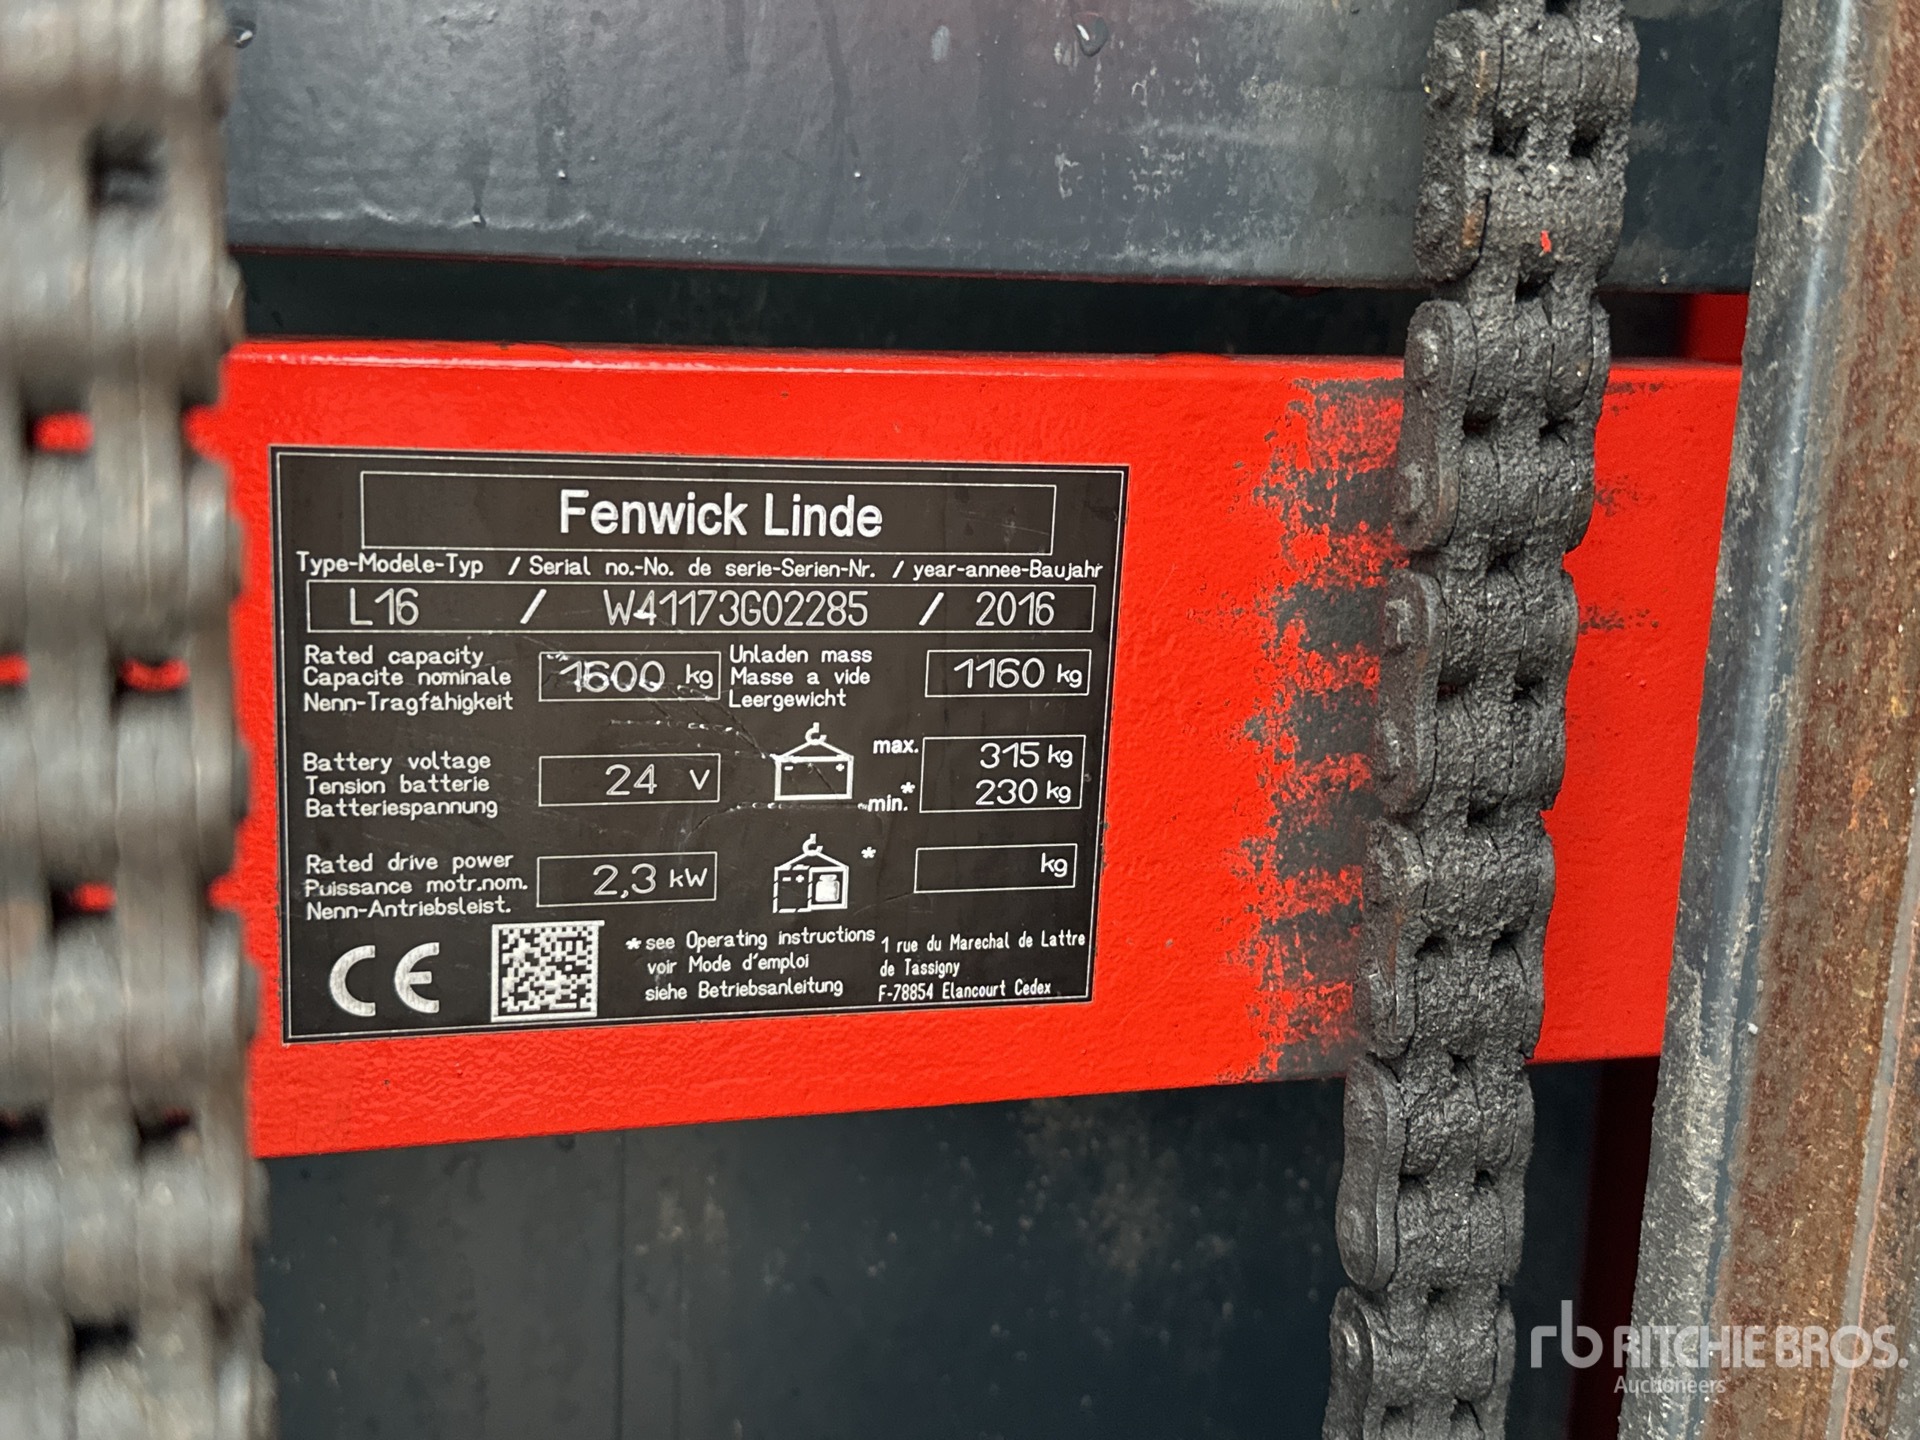 Fenwick Linde
Type-Modele-Typ / Serial no.-No. de serie-Serien-Nr. / year-annee-Baujahr
L16 / W41173G02285 / 2016
Rated capacity
Capacite nominale
Nenn-Tragfähigkeit
1600 kg
Unladen mass
Masse a vide
Leergewicht
1160 kg
Battery voltage
Tension batterie
Batteriespannung
24 V
- +
max. 315 kg
min.* 230 kg
Rated drive power
Puissance motr.nom.
Nenn-Antriebsleist.
2,3 kW
- +
* kg
CE
* see Operating instructions
voir Mode d'emploi
siehe Betriebsanleitung
1 rue du Marechal de Lattre
de Tassigny
F-78854 Elancourt Cedex
rb RITCHIE BROS.
Auctioneers